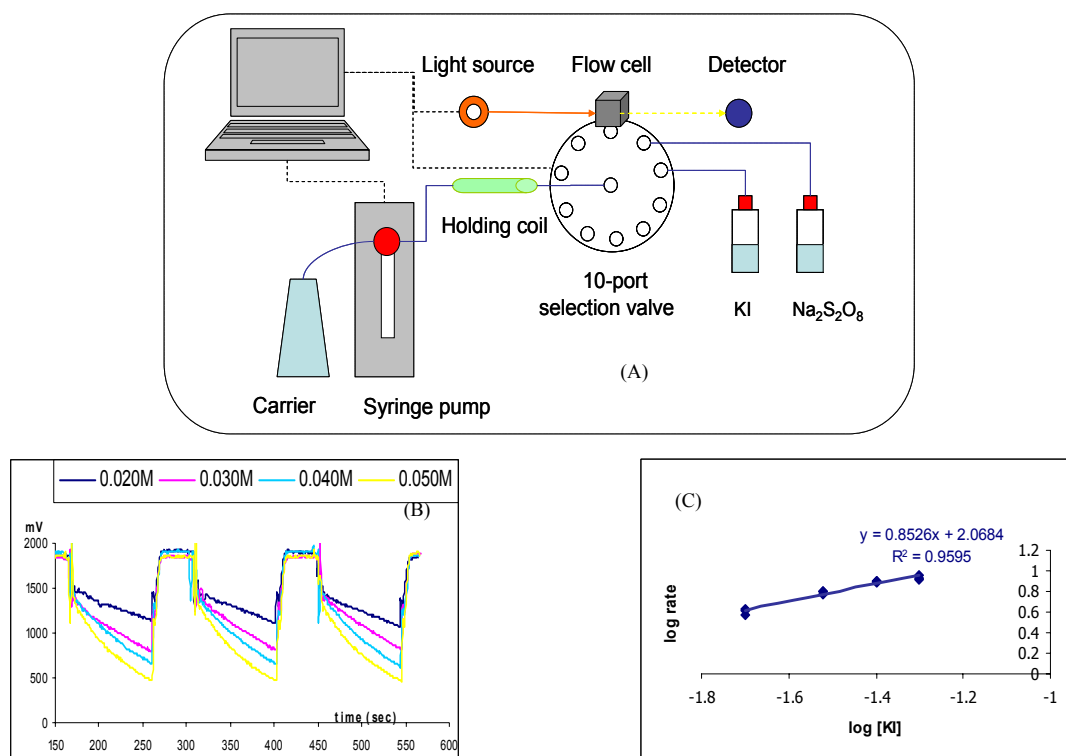 Light source Flow cell Detector
Holding coil
10-port
selection valve
KI Na₂S₂O₈
(A)
Carrier Syringe pump
0.020M 0.030M 0.040M 0.050M
(B)
mV
2000
1500
1000
500
0
time (sec)
150 200 250 300 350 400 450 500 550 600
(C)
y = 0.8526x + 2.0684
R² = 0.9595
log rate
1.2
1
0.8
0.6
0.4
0.2
0
-1.8 -1.6 -1.4 -1.2 -1
log [KI]